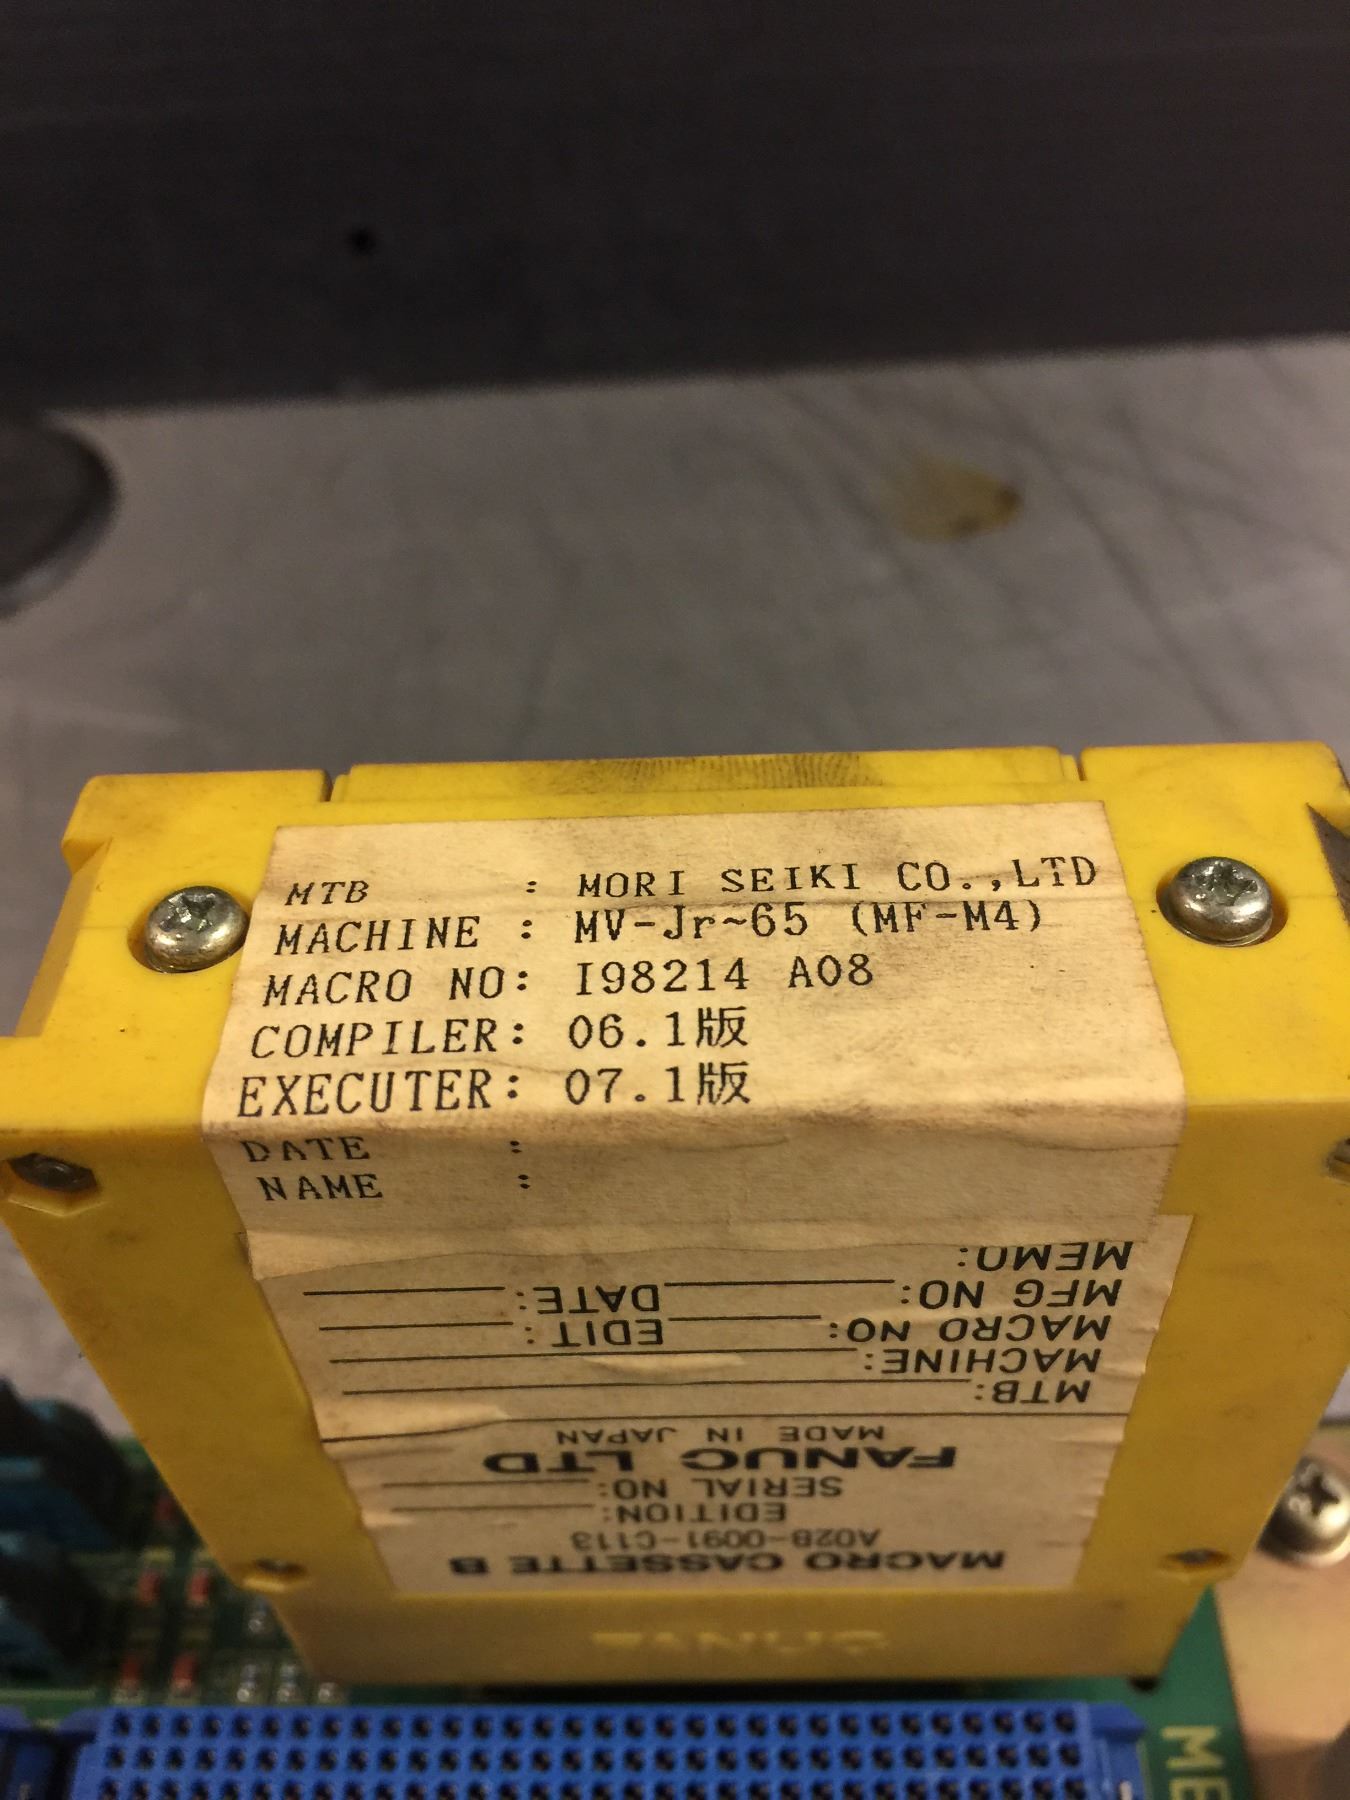 MTB : MORI SEIKI CO.,LTD
MACHINE : MV-Jr~65 (MF-M4)
MACRO NO: I98214 A08
COMPILER: 06.1版
EXECUTER: 07.1版
DATE :
NAME :
MACRO CASSETTE B
A02B-0091-C113
EDITION:
SERIAL NO:
FANUC LTD
MADE IN JAPAN
MTB:
MACHINE:
MACRO NO: EDIT:
MFG NO: DATE:
MEMO:
FANUC